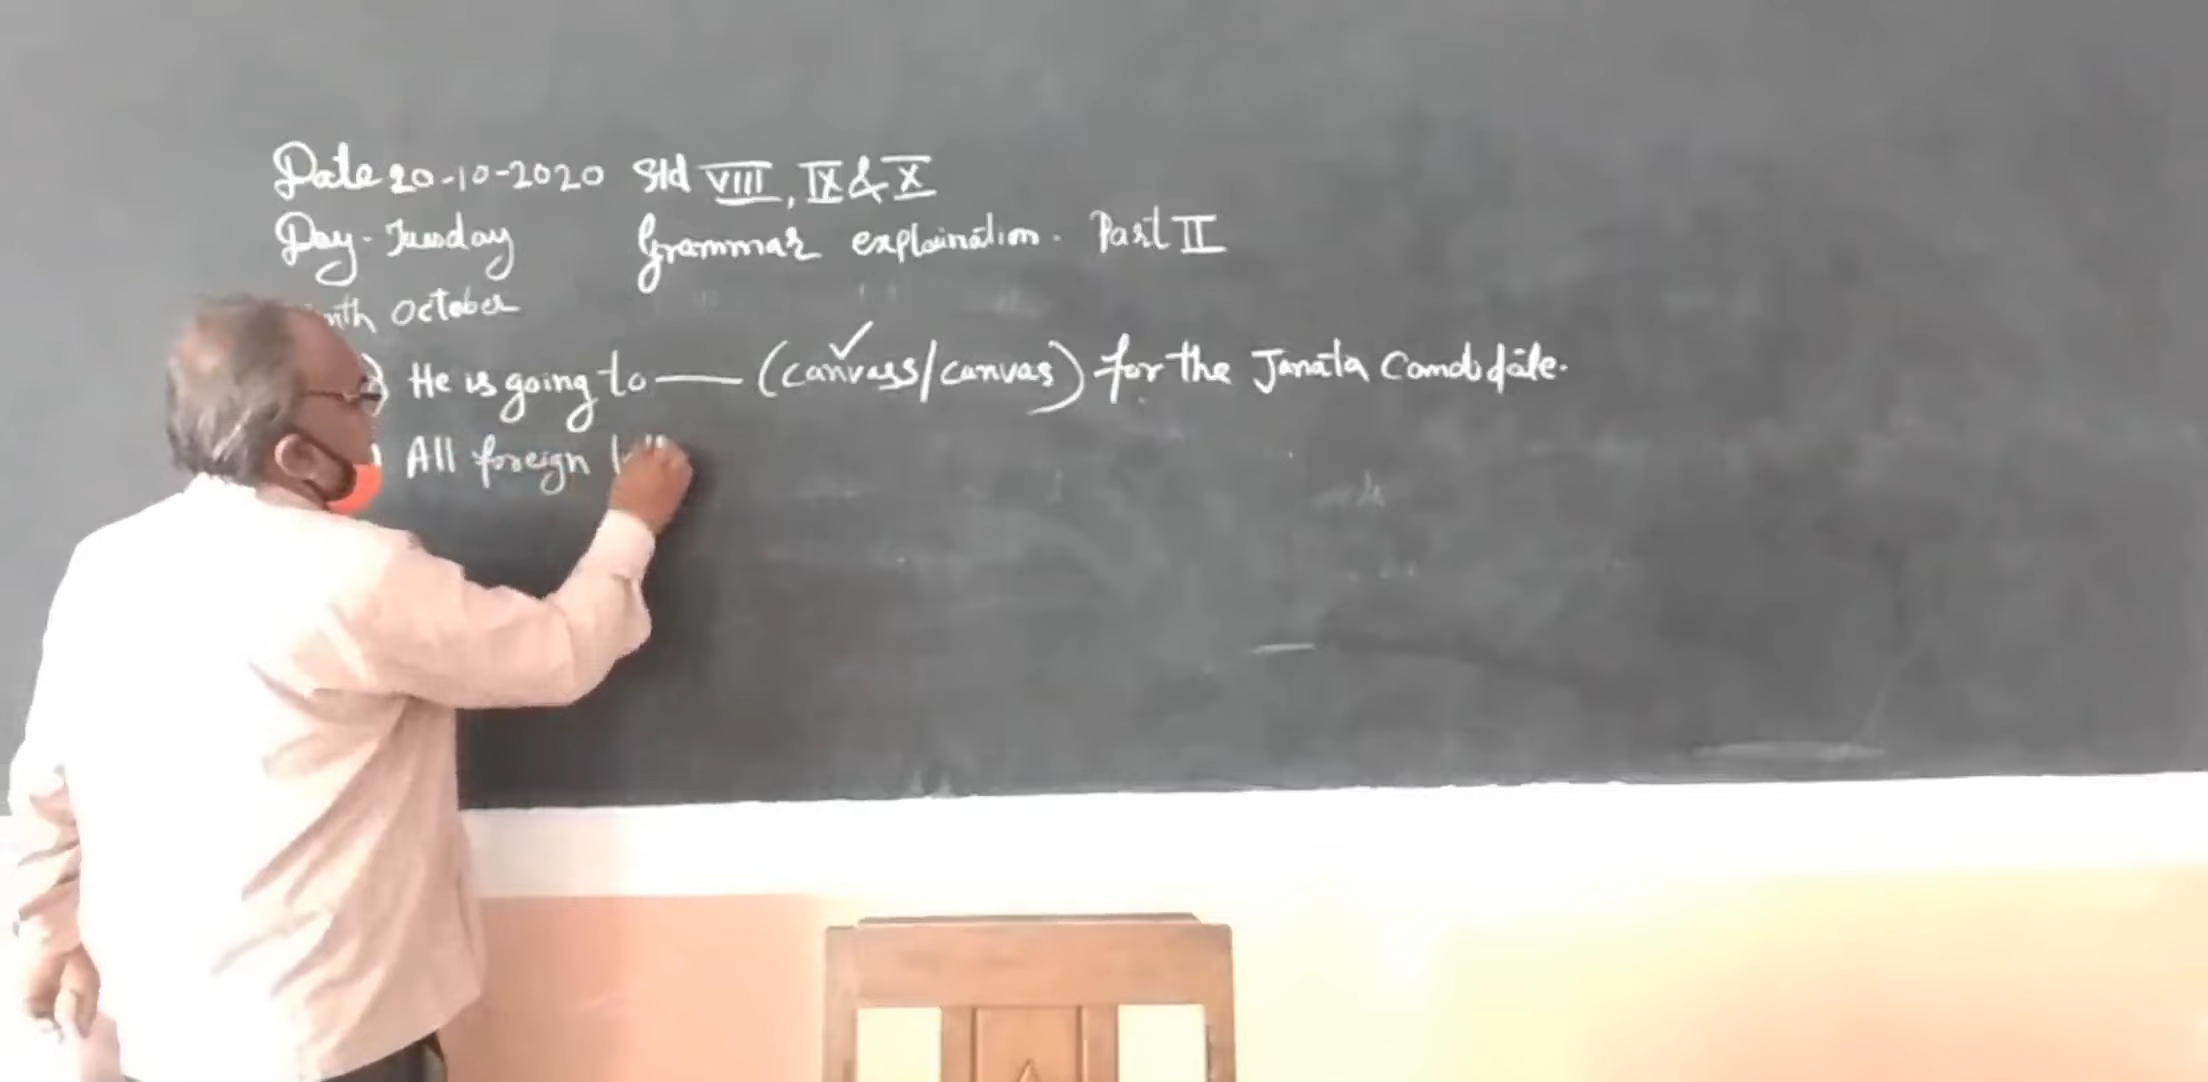 Date 20-10-2020 Std VIII, IX & X
Day - Tuesday Grammar explaination. Part II
October
He is going to — (canvass/canvas) for the Janata Candidate.
All foreign